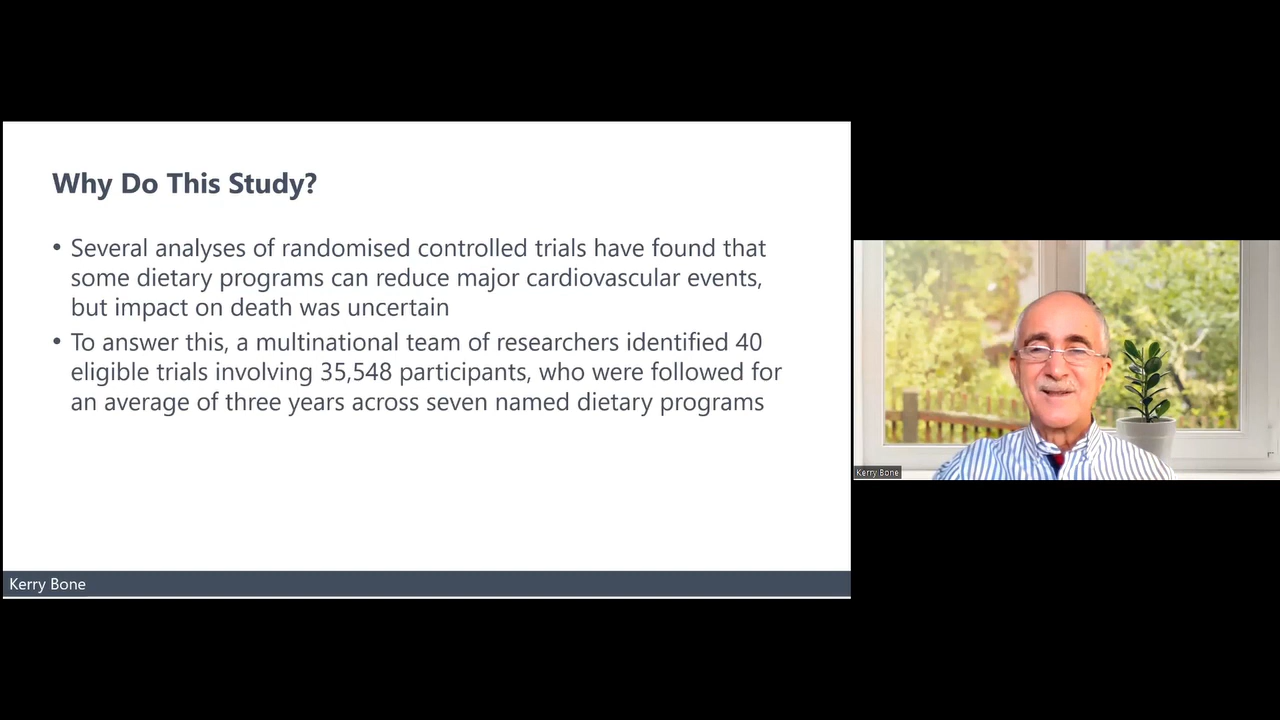 Why Do This Study?
• Several analyses of randomised controlled trials have found that
some dietary programs can reduce major cardiovascular events,
but impact on death was uncertain
• To answer this, a multinational team of researchers identified 40
eligible trials involving 35,548 participants, who were followed for
an average of three years across seven named dietary programs
Kerry Bone
Kerry Bone